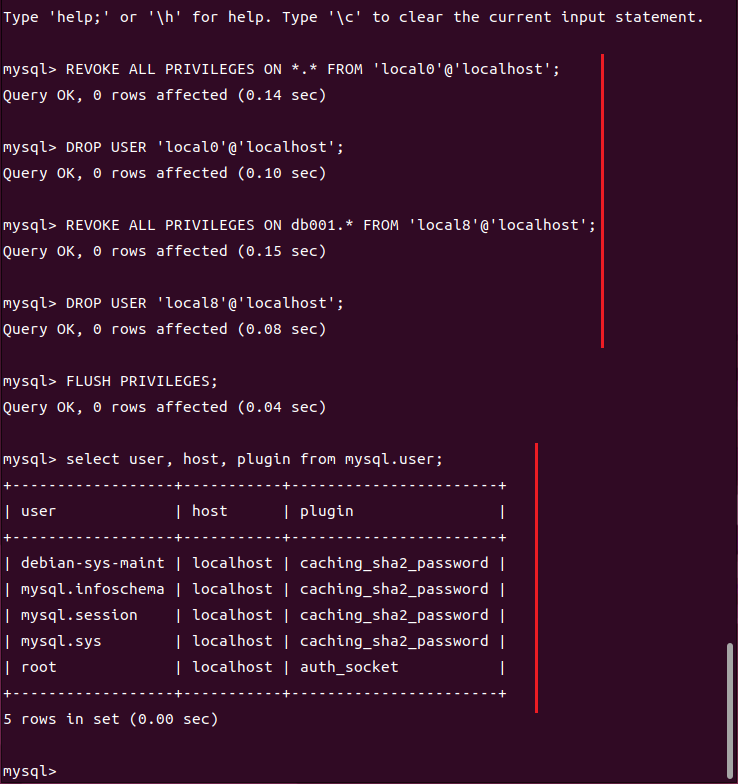 Type 'help;' or '\h' for help. Type '\c' to clear the current input statement.
mysql> REVOKE ALL PRIVILEGES ON *.* FROM 'local0'@'localhost';
Query OK, 0 rows affected (0.14 sec)
mysql> DROP USER 'local0'@'localhost';
Query OK, 0 rows affected (0.10 sec)
mysql> REVOKE ALL PRIVILEGES ON db001.* FROM 'local8'@'localhost';
Query OK, 0 rows affected (0.15 sec)
mysql> DROP USER 'local8'@'localhost';
Query OK, 0 rows affected (0.08 sec)
mysql> FLUSH PRIVILEGES;
Query OK, 0 rows affected (0.04 sec)
mysql> select user, host, plugin from mysql.user;
+------------------+-----------+-----------------------+
| user             | host      | plugin                |
+------------------+-----------+-----------------------+
| debian-sys-maint | localhost | caching_sha2_password |
| mysql.infoschema | localhost | caching_sha2_password |
| mysql.session    | localhost | caching_sha2_password |
| mysql.sys        | localhost | caching_sha2_password |
| root             | localhost | auth_socket           |
+------------------+-----------+-----------------------+
5 rows in set (0.00 sec)
mysql>